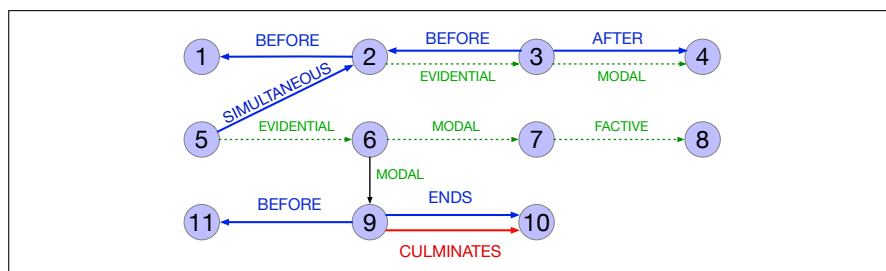 BEFORE BEFORE AFTER
1 2 3 4
EVIDENTIAL MODAL
SIMULTANEOUS
EVIDENTIAL MODAL FACTIVE
5 6 7 8
MODAL
BEFORE ENDS
11 9 10
CULMINATES